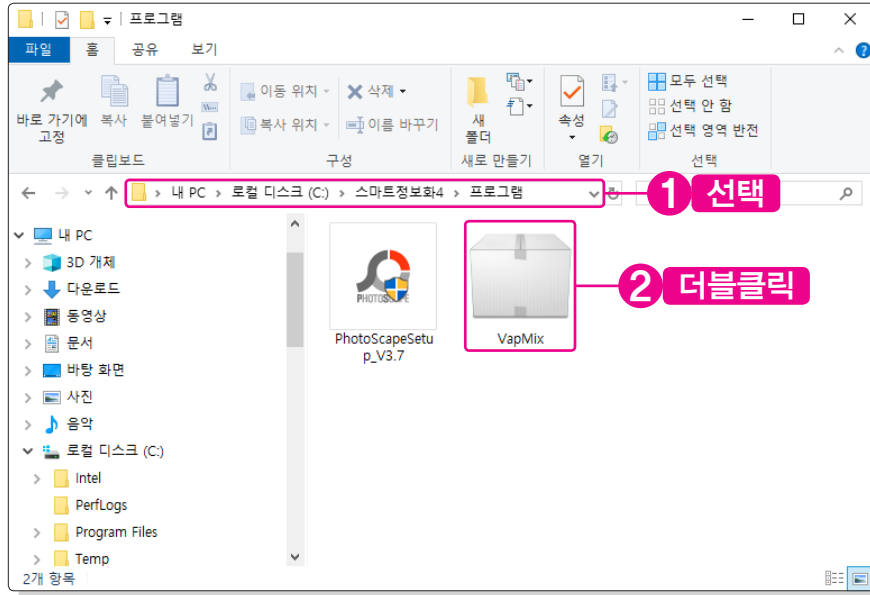 프로그램
파일 홈 공유 보기
바로 가기에
고정
복사
붙여넣기
클립보드
이동 위치
복사 위치
삭제
이름 바꾸기
구성
새
폴더
새로 만들기
속성
열기
모두 선택
선택 안 함
선택 영역 반전
선택
내 PC > 로컬 디스크 (C:) > 스마트정보화4 > 프로그램
1 선택
내 PC
3D 개체
다운로드
동영상
문서
바탕 화면
사진
음악
로컬 디스크 (C:)
Intel
PerfLogs
Program Files
Temp
PhotoScapeSetu
p_V3.7
VapMix
2 더블클릭
2개 항목